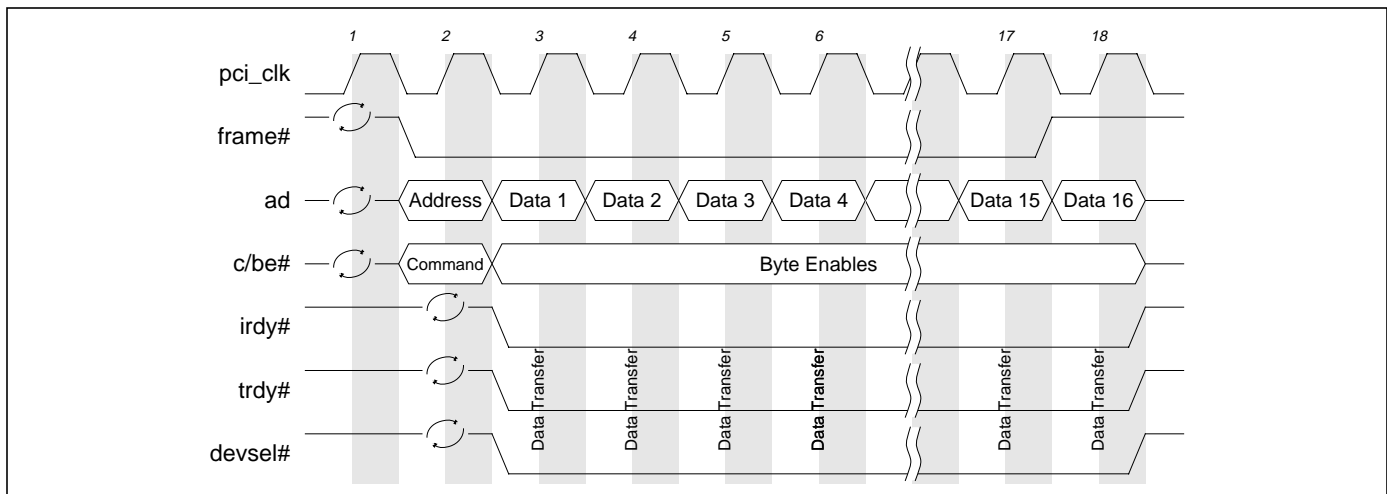 1 2 3 4 5 6 17 18
pci_clk
frame#
ad Address Data 1 Data 2 Data 3 Data 4 Data 15 Data 16
c/be# Command Byte Enables
irdy#
trdy#
devsel#
Data Transfer
Data Transfer
Data Transfer
Data Transfer
Data Transfer
Data Transfer